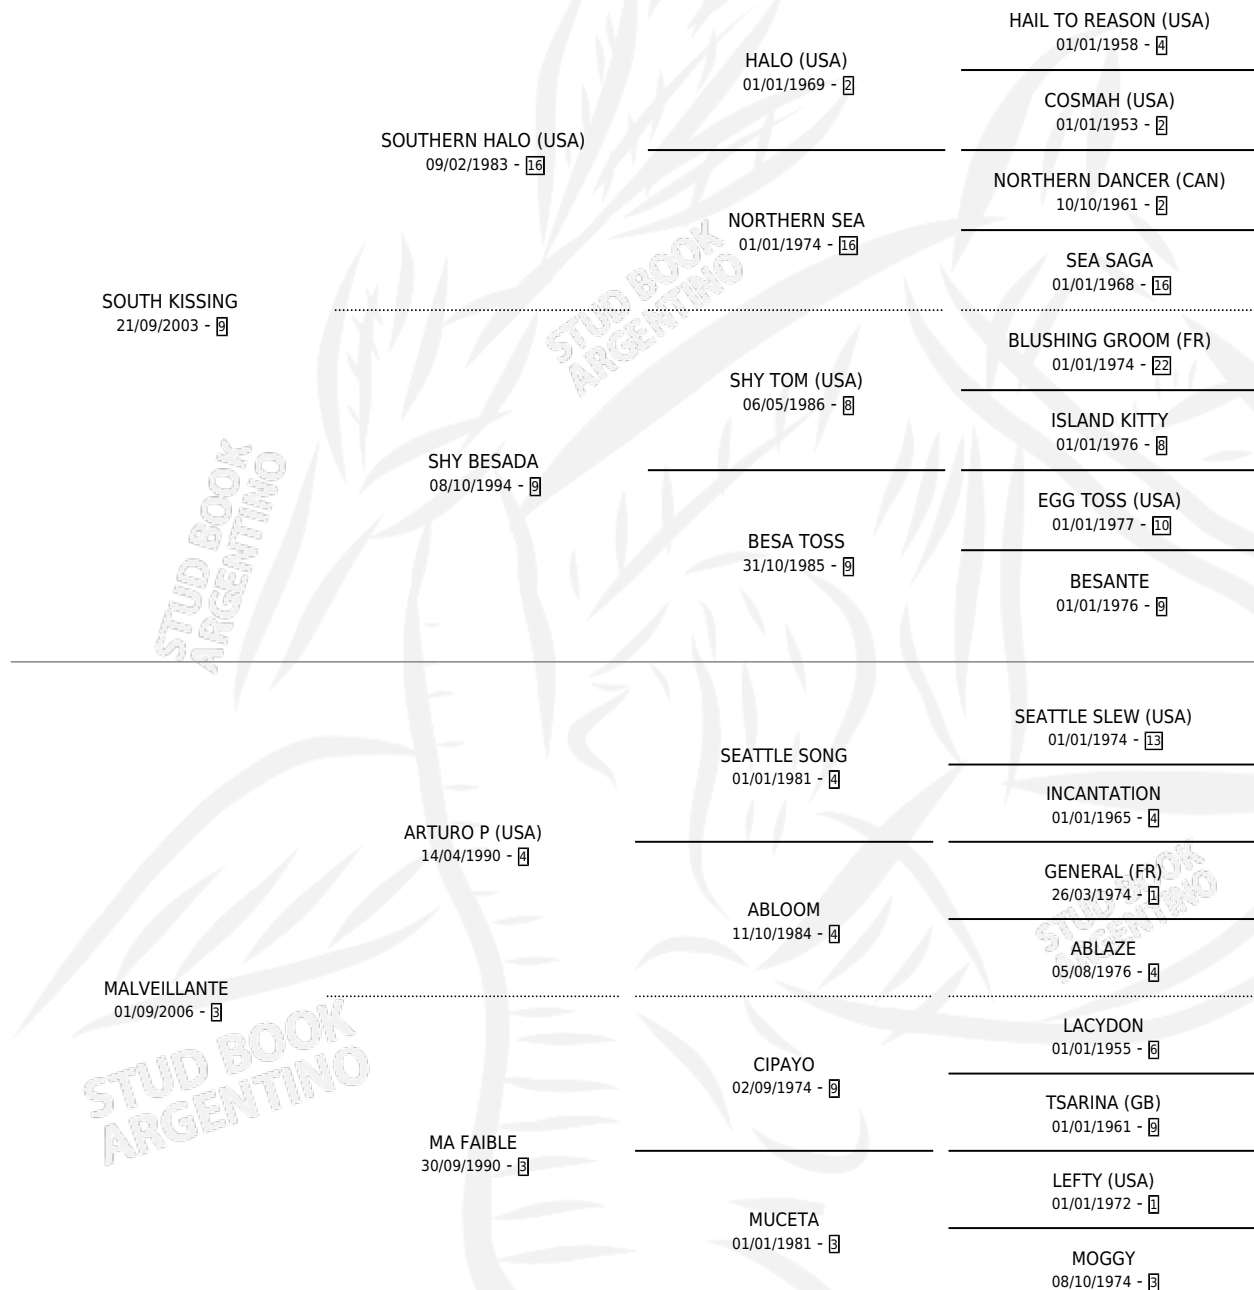 HAIL TO REASON (USA)
01/01/1958 - 4
HALO (USA)
01/01/1969 - 2
COSMAH (USA)
01/01/1953 - 2
SOUTHERN HALO (USA)
09/02/1983 - 16
NORTHERN DANCER (CAN)
10/10/1961 - 2
NORTHERN SEA
01/01/1974 - 16
SEA SAGA
01/01/1968 - 16
SOUTH KISSING
21/09/2003 - 9
BLUSHING GROOM (FR)
01/01/1974 - 22
SHY TOM (USA)
06/05/1986 - 8
ISLAND KITTY
01/01/1976 - 8
SHY BESADA
08/10/1994 - 9
EGG TOSS (USA)
01/01/1977 - 10
BESA TOSS
31/10/1985 - 9
BESANTE
01/01/1976 - 9
SEATTLE SLEW (USA)
01/01/1974 - 13
SEATTLE SONG
01/01/1981 - 4
INCANTATION
01/01/1965 - 4
ARTURO P (USA)
14/04/1990 - 4
GENERAL (FR)
26/03/1974 - 1
ABLOOM
11/10/1984 - 4
ABLAZE
05/08/1976 - 4
MALVEILLANTE
01/09/2006 - 3
LACYDON
01/01/1955 - 6
CIPAYO
02/09/1974 - 9
TSARINA (GB)
01/01/1961 - 9
MA FAIBLE
30/09/1990 - 3
LEFTY (USA)
01/01/1972 - 1
MUCETA
01/01/1981 - 3
MOGGY
08/10/1974 - 3
STUD BOOK
ARGENTINO
STUD BOOK
ARGENTINO
STUD BOOK
ARGENTINO
STUD BOOK
ARGENTINO